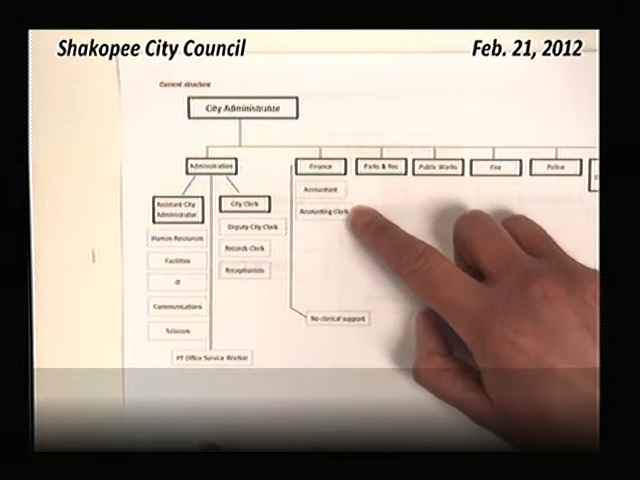 Shakopee City Council
Feb. 21, 2012
Current structure
City Administrator
Administration
Finance
Parks & Rec
Public Works
Fire
Police
Assistant City
Administrator
City Clerk
Accountant
Accounting Clerk
Deputy City Clerk
Human Resources
Records Clerk
Facilities
Receptionists
IT
Communications
Telecom
No clerical support
PT Office Service Worker